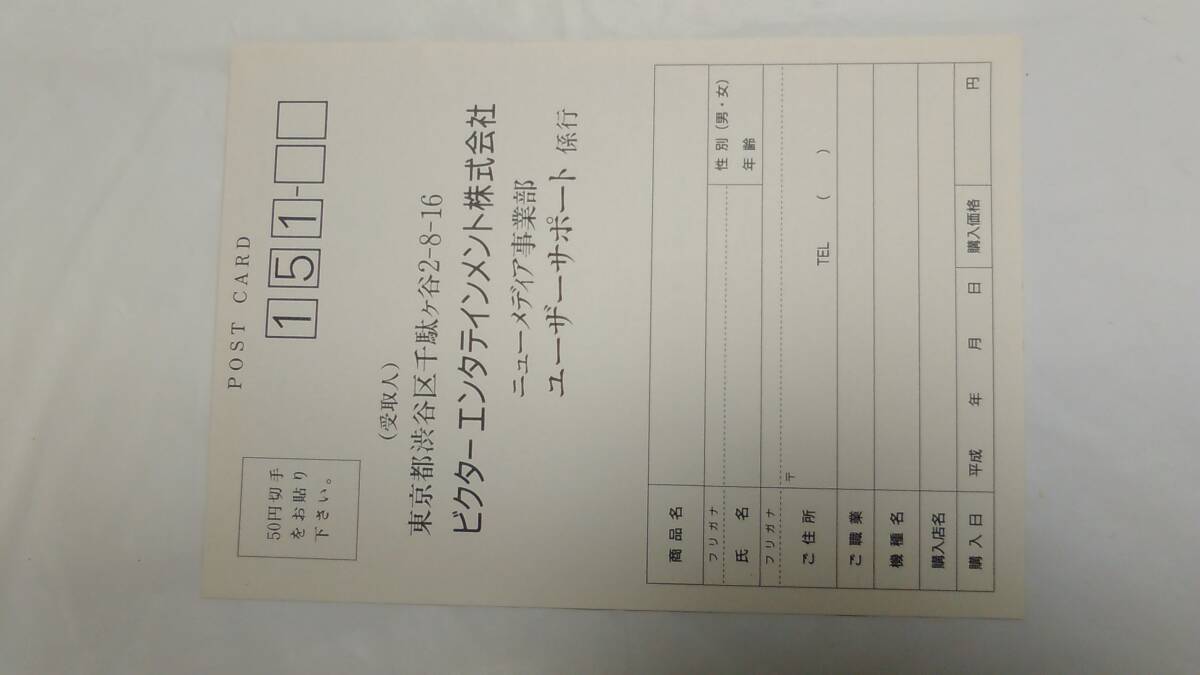 POST CARD
151-
50円切手
をお貼り
下さい。
(受取人)
東京都渋谷区千駄ヶ谷2-8-16
ビクターエンタテインメント株式会社
ニューメディア事業部
ユーザーサポート 係行
商品名
フリガナ
氏 名
性別(男・女)
年齢
フリガナ
ご住所
〒
TEL ( )
ご職業
機種名
購入店名
購入日 平成 年 月 日 購入価格 円